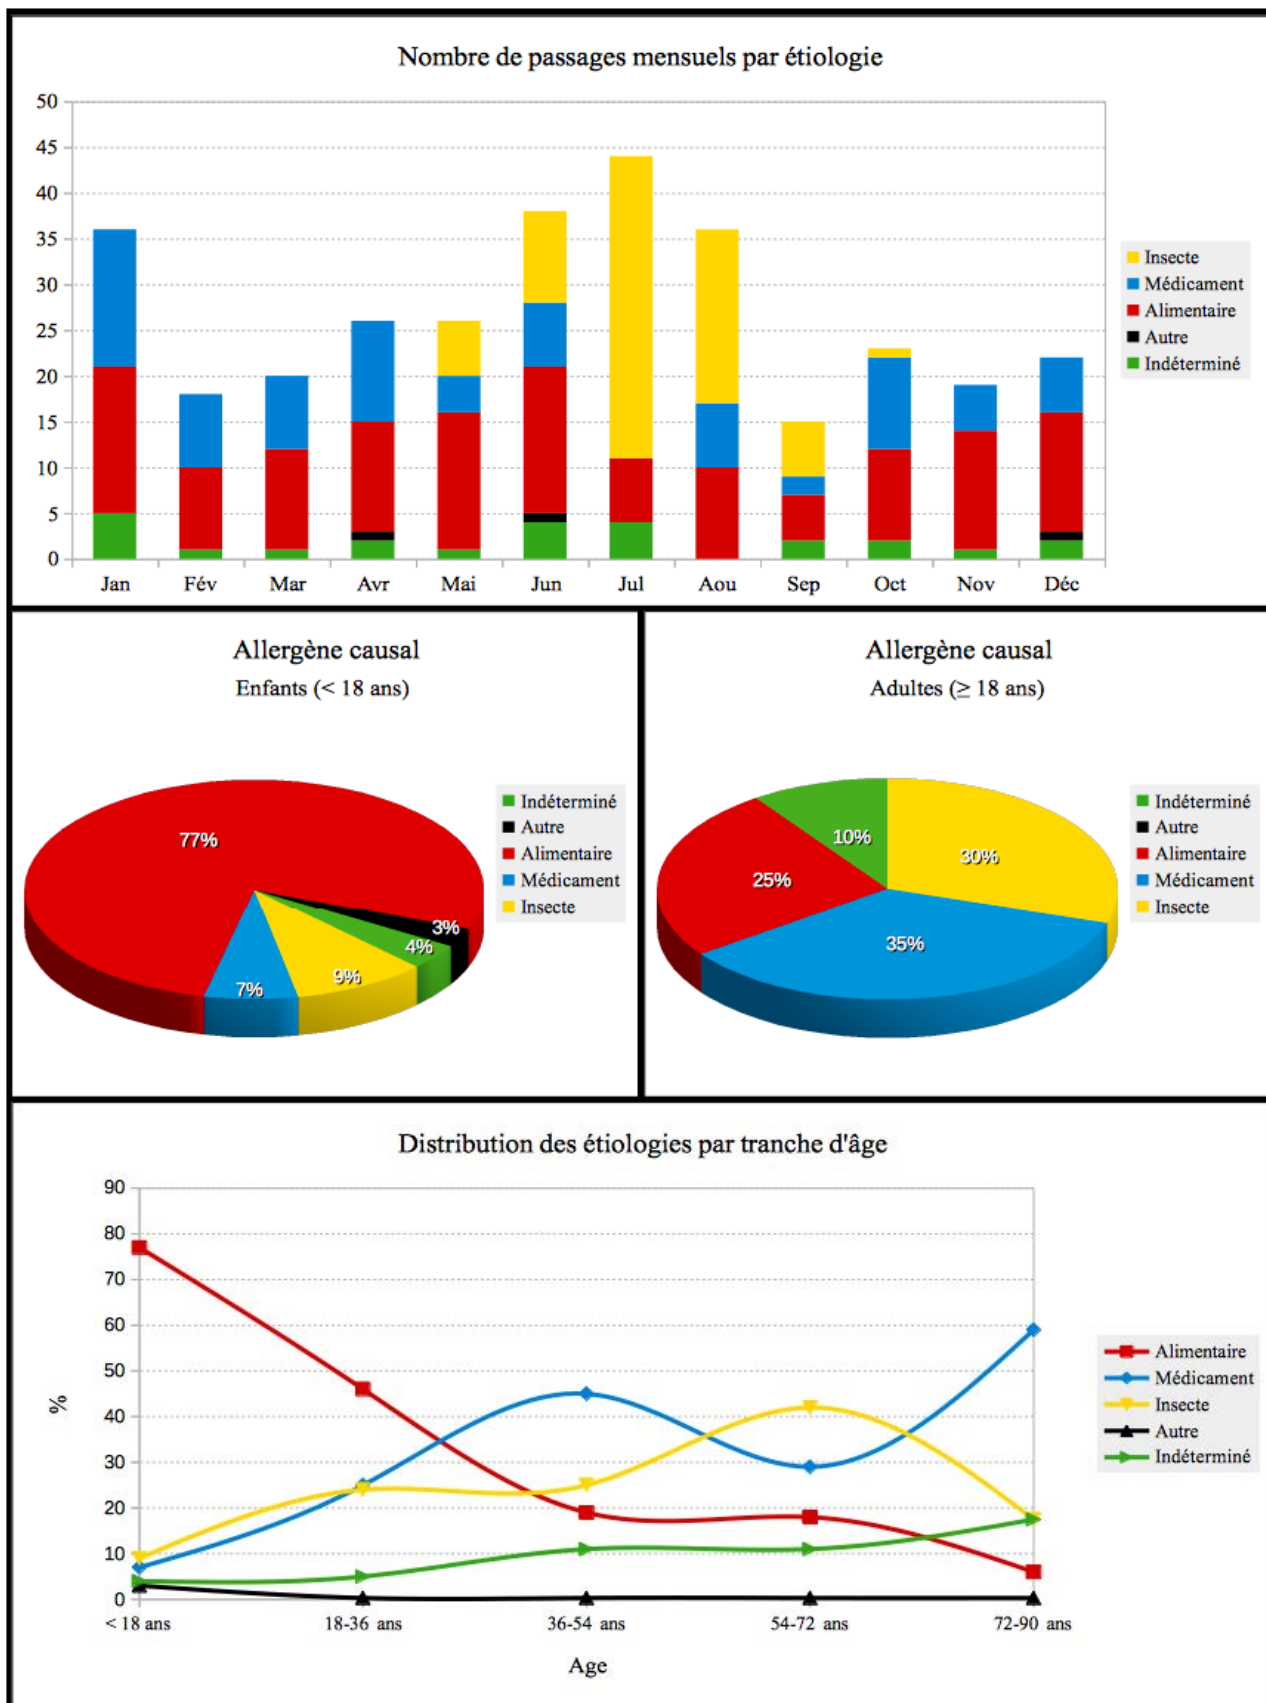 Nombre de passages mensuels par étiologie
50
45
40
35
30
25
20
15
10
5
0
Jan Fév Mar Avr Mai Jun Jul Aou Sep Oct Nov Déc
Insecte
Médicament
Alimentaire
Autre
Indéterminé
Allergène causal
Enfants (< 18 ans)
77%
3%
4%
9%
7%
Indéterminé
Autre
Alimentaire
Médicament
Insecte
Allergène causal
Adultes (≥ 18 ans)
10%
30%
25%
35%
Indéterminé
Autre
Alimentaire
Médicament
Insecte
Distribution des étiologies par tranche d'âge
90
80
70
60
50
40
30
20
10
0
%
< 18 ans 18-36 ans 36-54 ans 54-72 ans 72-90 ans
Age
Alimentaire
Médicament
Insecte
Autre
Indéterminé